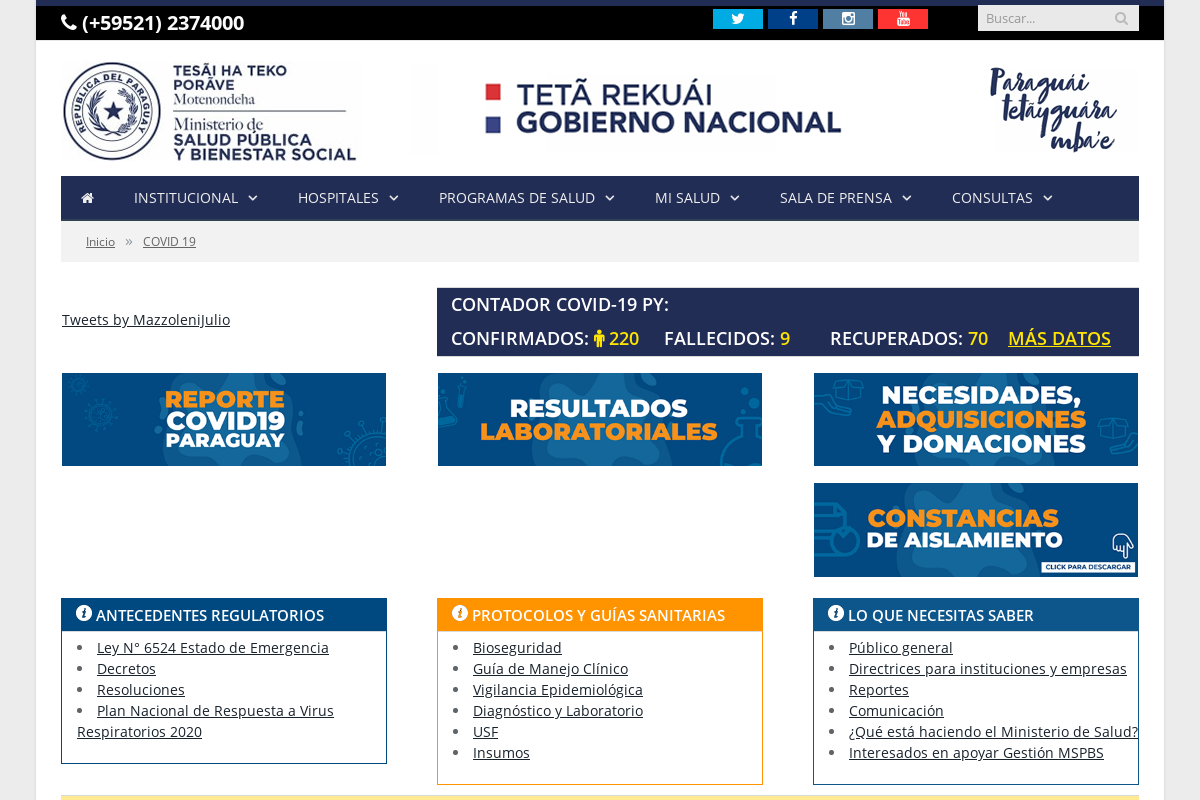 (+59521) 2374000
Buscar...
REPUBLICA DEL PARAGUAY
TESÃI HA TEKO
PORÃVE
Motenondeha
Ministerio de
SALUD PÚBLICA
Y BIENESTAR SOCIAL
TETÃ REKUÁI
GOBIERNO NACIONAL
Paraguái
tetãyguára
mba'e
INSTITUCIONAL
HOSPITALES
PROGRAMAS DE SALUD
MI SALUD
SALA DE PRENSA
CONSULTAS
Inicio » COVID 19
Tweets by MazzoleniJulio
CONTADOR COVID-19 PY:
CONFIRMADOS: 220 FALLECIDOS: 9 RECUPERADOS: 70 MÁS DATOS
REPORTE
COVID19
PARAGUAY
RESULTADOS
LABORATORIALES
NECESIDADES,
ADQUISICIONES
Y DONACIONES
CONSTANCIAS
DE AISLAMIENTO
CLICK PARA DESCARGAR
ANTECEDENTES REGULATORIOS
Ley N° 6524 Estado de Emergencia
Decretos
Resoluciones
Plan Nacional de Respuesta a Virus
Respiratorios 2020
PROTOCOLOS Y GUÍAS SANITARIAS
Bioseguridad
Guía de Manejo Clínico
Vigilancia Epidemiológica
Diagnóstico y Laboratorio
USF
Insumos
LO QUE NECESITAS SABER
Público general
Directrices para instituciones y empresas
Reportes
Comunicación
¿Qué está haciendo el Ministerio de Salud?
Interesados en apoyar Gestión MSPBS